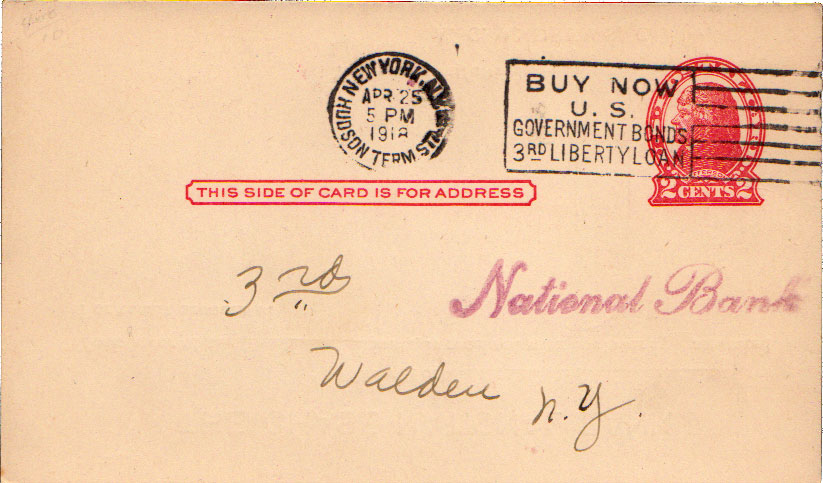 NEW YORK, N.Y.
APR 25
5 PM
1918
HUDSON TERM. STA.
BUY NOW
U. S.
GOVERNMENT BONDS
3RD LIBERTY LOAN
2 CENTS 2
THIS SIDE OF CARD IS FOR ADDRESS
3rd National Bank
Walden N.Y.